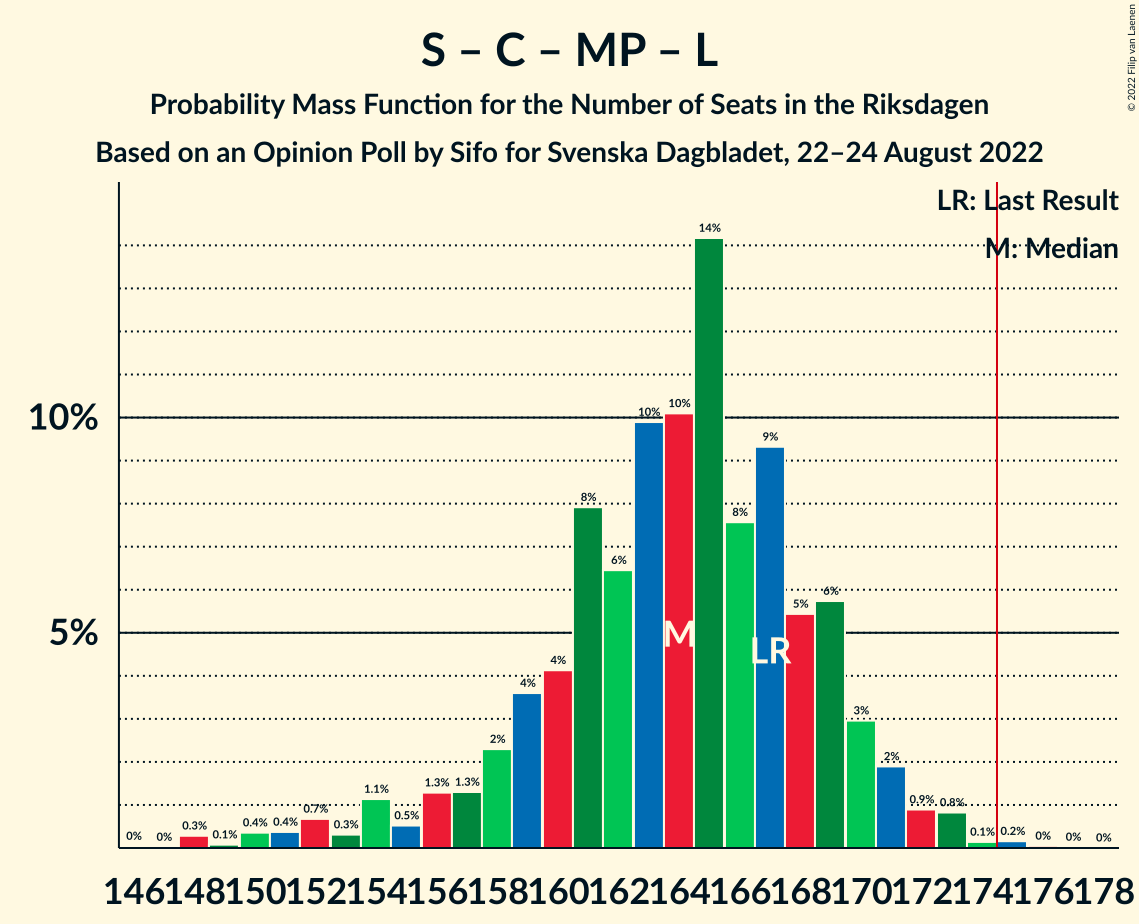 S – C – MP – L
Probability Mass Function for the Number of Seats in the Riksdagen
Based on an Opinion Poll by Sifo for Svenska Dagbladet, 22–24 August 2022
© 2022 Filip van Laenen
LR: Last Result
M: Median
10%
5%
0% 0% 0.3% 0.1% 0.4% 0.4% 0.7% 0.3% 1.1% 0.5% 1.3% 1.3% 2% 4% 4% 8% 6% 10% 10% 14% 8% 9% 5% 6% 3% 2% 0.9% 0.8% 0.1% 0.2% 0% 0% 0%
M
LR
146 148 150 152 154 156 158 160 162 164 166 168 170 172 174 176 178